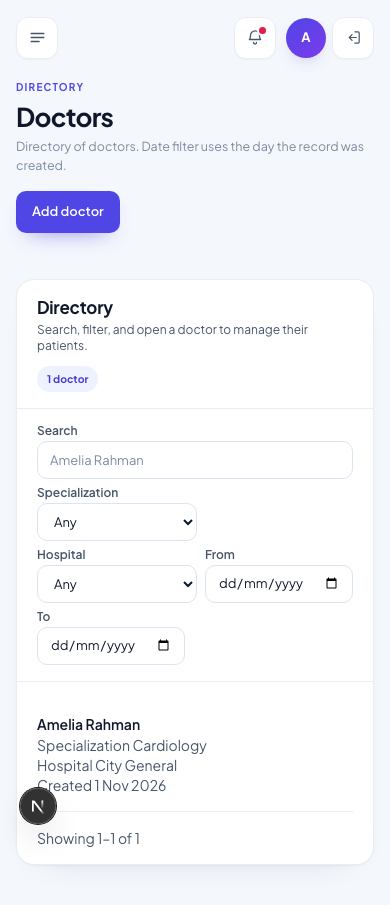 A
DIRECTORY
Doctors
Directory of doctors. Date filter uses the day the record was
created.
Add doctor
Directory
Search, filter, and open a doctor to manage their
patients.
1 doctor
Search
Amelia Rahman
Specialization
Any
Hospital
From
Any
dd/mm/yyyy
To
dd/mm/yyyy
Amelia Rahman
Specialization Cardiology
Hospital City General
Created 1 Nov 2026
N
Showing 1–1 of 1